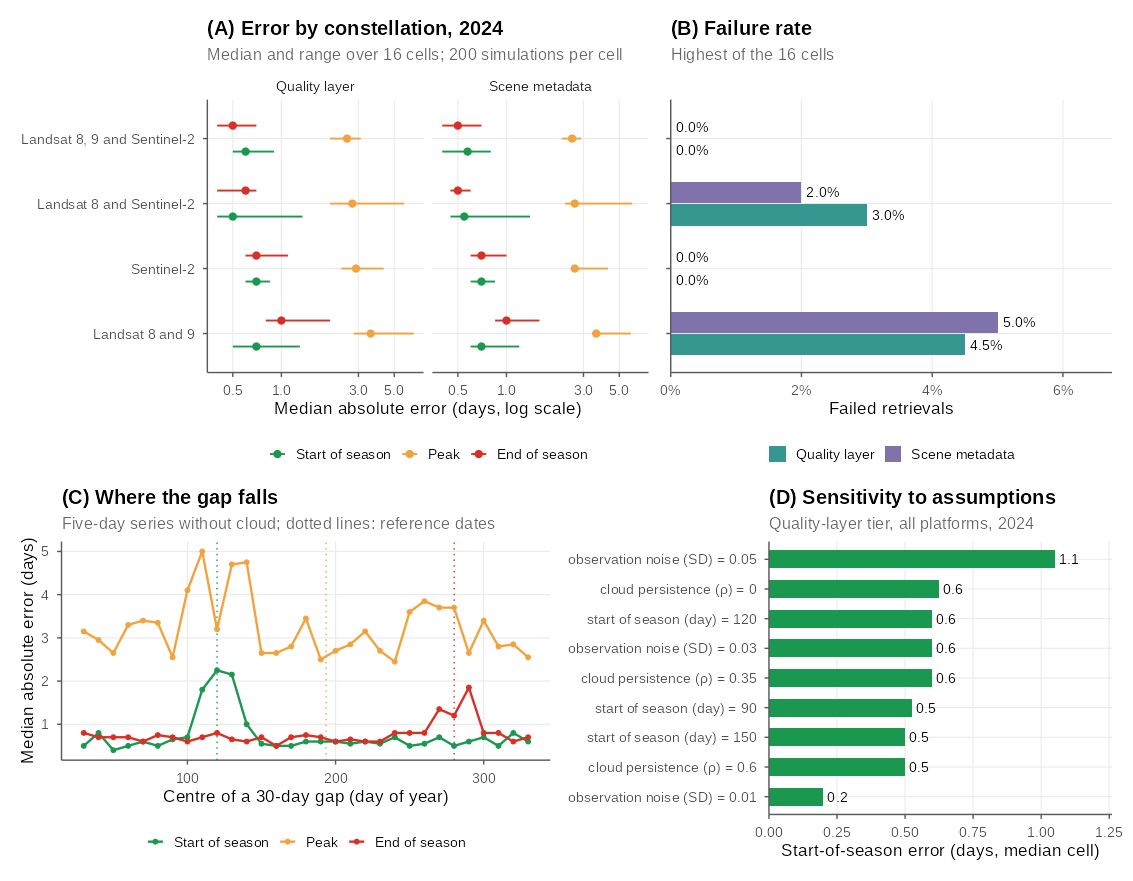 (A) Error by constellation, 2024
Median and range over 16 cells; 200 simulations per cell
Quality layer
Scene metadata
Landsat 8, 9 and Sentinel-2
Landsat 8 and Sentinel-2
Sentinel-2
Landsat 8 and 9
0.5 1.0 3.0 5.0
0.5 1.0 3.0 5.0
Median absolute error (days, log scale)
Start of season Peak End of season
(B) Failure rate
Highest of the 16 cells
0.0%
0.0%
2.0%
3.0%
0.0%
0.0%
5.0%
4.5%
0% 2% 4% 6%
Failed retrievals
Quality layer Scene metadata
(C) Where the gap falls
Five-day series without cloud; dotted lines: reference dates
Median absolute error (days)
5
4
3
2
1
100 200 300
Centre of a 30-day gap (day of year)
Start of season Peak End of season
(D) Sensitivity to assumptions
Quality-layer tier, all platforms, 2024
observation noise (SD) = 0.05 1.1
cloud persistence (ρ) = 0 0.6
start of season (day) = 120 0.6
observation noise (SD) = 0.03 0.6
cloud persistence (ρ) = 0.35 0.6
start of season (day) = 90 0.5
start of season (day) = 150 0.5
cloud persistence (ρ) = 0.6 0.5
observation noise (SD) = 0.01 0.2
0.00 0.25 0.50 0.75 1.00 1.25
Start-of-season error (days, median cell)